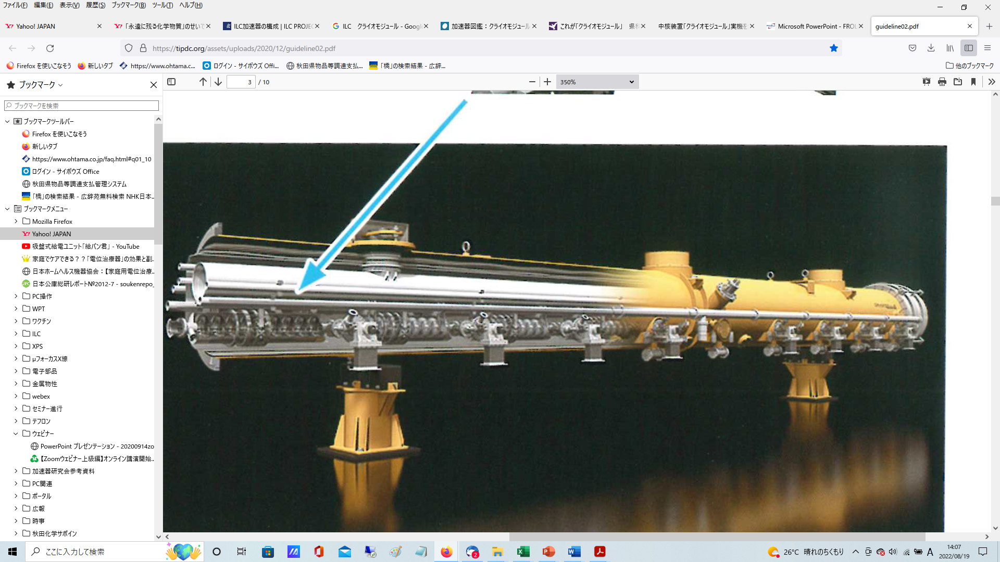 ファイル(F) 編集(E) 表示(V) 履歴(S) ブックマーク(B) ツール(T) ヘルプ(H)
Yahoo! JAPAN
「永遠に残る化学物質」のせいで
ILC加速器の構成 | ILC PROJEC
ILC クライオモジュール - Googl
加速器図鑑：クライオモジュール
これが「クライオモジュール」 県科
中核装置「クライオモジュール」実機を
Microsoft PowerPoint - FROL
guideline02.pdf
https://tipdc.org/assets/uploads/2020/12/guideline02.pdf
Firefox を使いこなそう
新しいタブ
https://www.ohtama.c...
ログイン - サイボウズ Offi...
秋田県物品等調達支払...
「橋」の検索結果 - 広辞...
他のブックマーク
ブックマーク
3 / 10
350%
ブックマークを検索
ブックマークツールバー
Firefox を使いこなそう
新しいタブ
https://www.ohtama.co.jp/faq.html#q01_10
ログイン - サイボウズ Office
秋田県物品等調達支払管理システム
「橋」の検索結果 - 広辞苑無料検索 NHK日本...
ブックマークメニュー
Mozilla Firefox
Yahoo! JAPAN
吸盤式給電ユニット「給パン君」 - YouTube
家庭でケアできる？？「電位治療器」の効果と副...
日本ホームヘルス機器協会：【家庭用電位治療...
日本公庫総研レポート№2012-7 - soukenrepo_
PC操作
WPT
ワクチン
ILC
XPS
μフォーカスX線
電子部品
金属物性
webex
セミナー進行
テフロン
ウェビナー
PowerPoint プレゼンテーション - 20200914zo
【Zoomウェビナー上級編】オンライン講演開始...
加速器研究会参考資料
PC関連
ポータル
広報
時事
秋田化学サポイン
ここに入力して検索
2
26°C 晴れのちくもり
A
14:07
2022/08/19